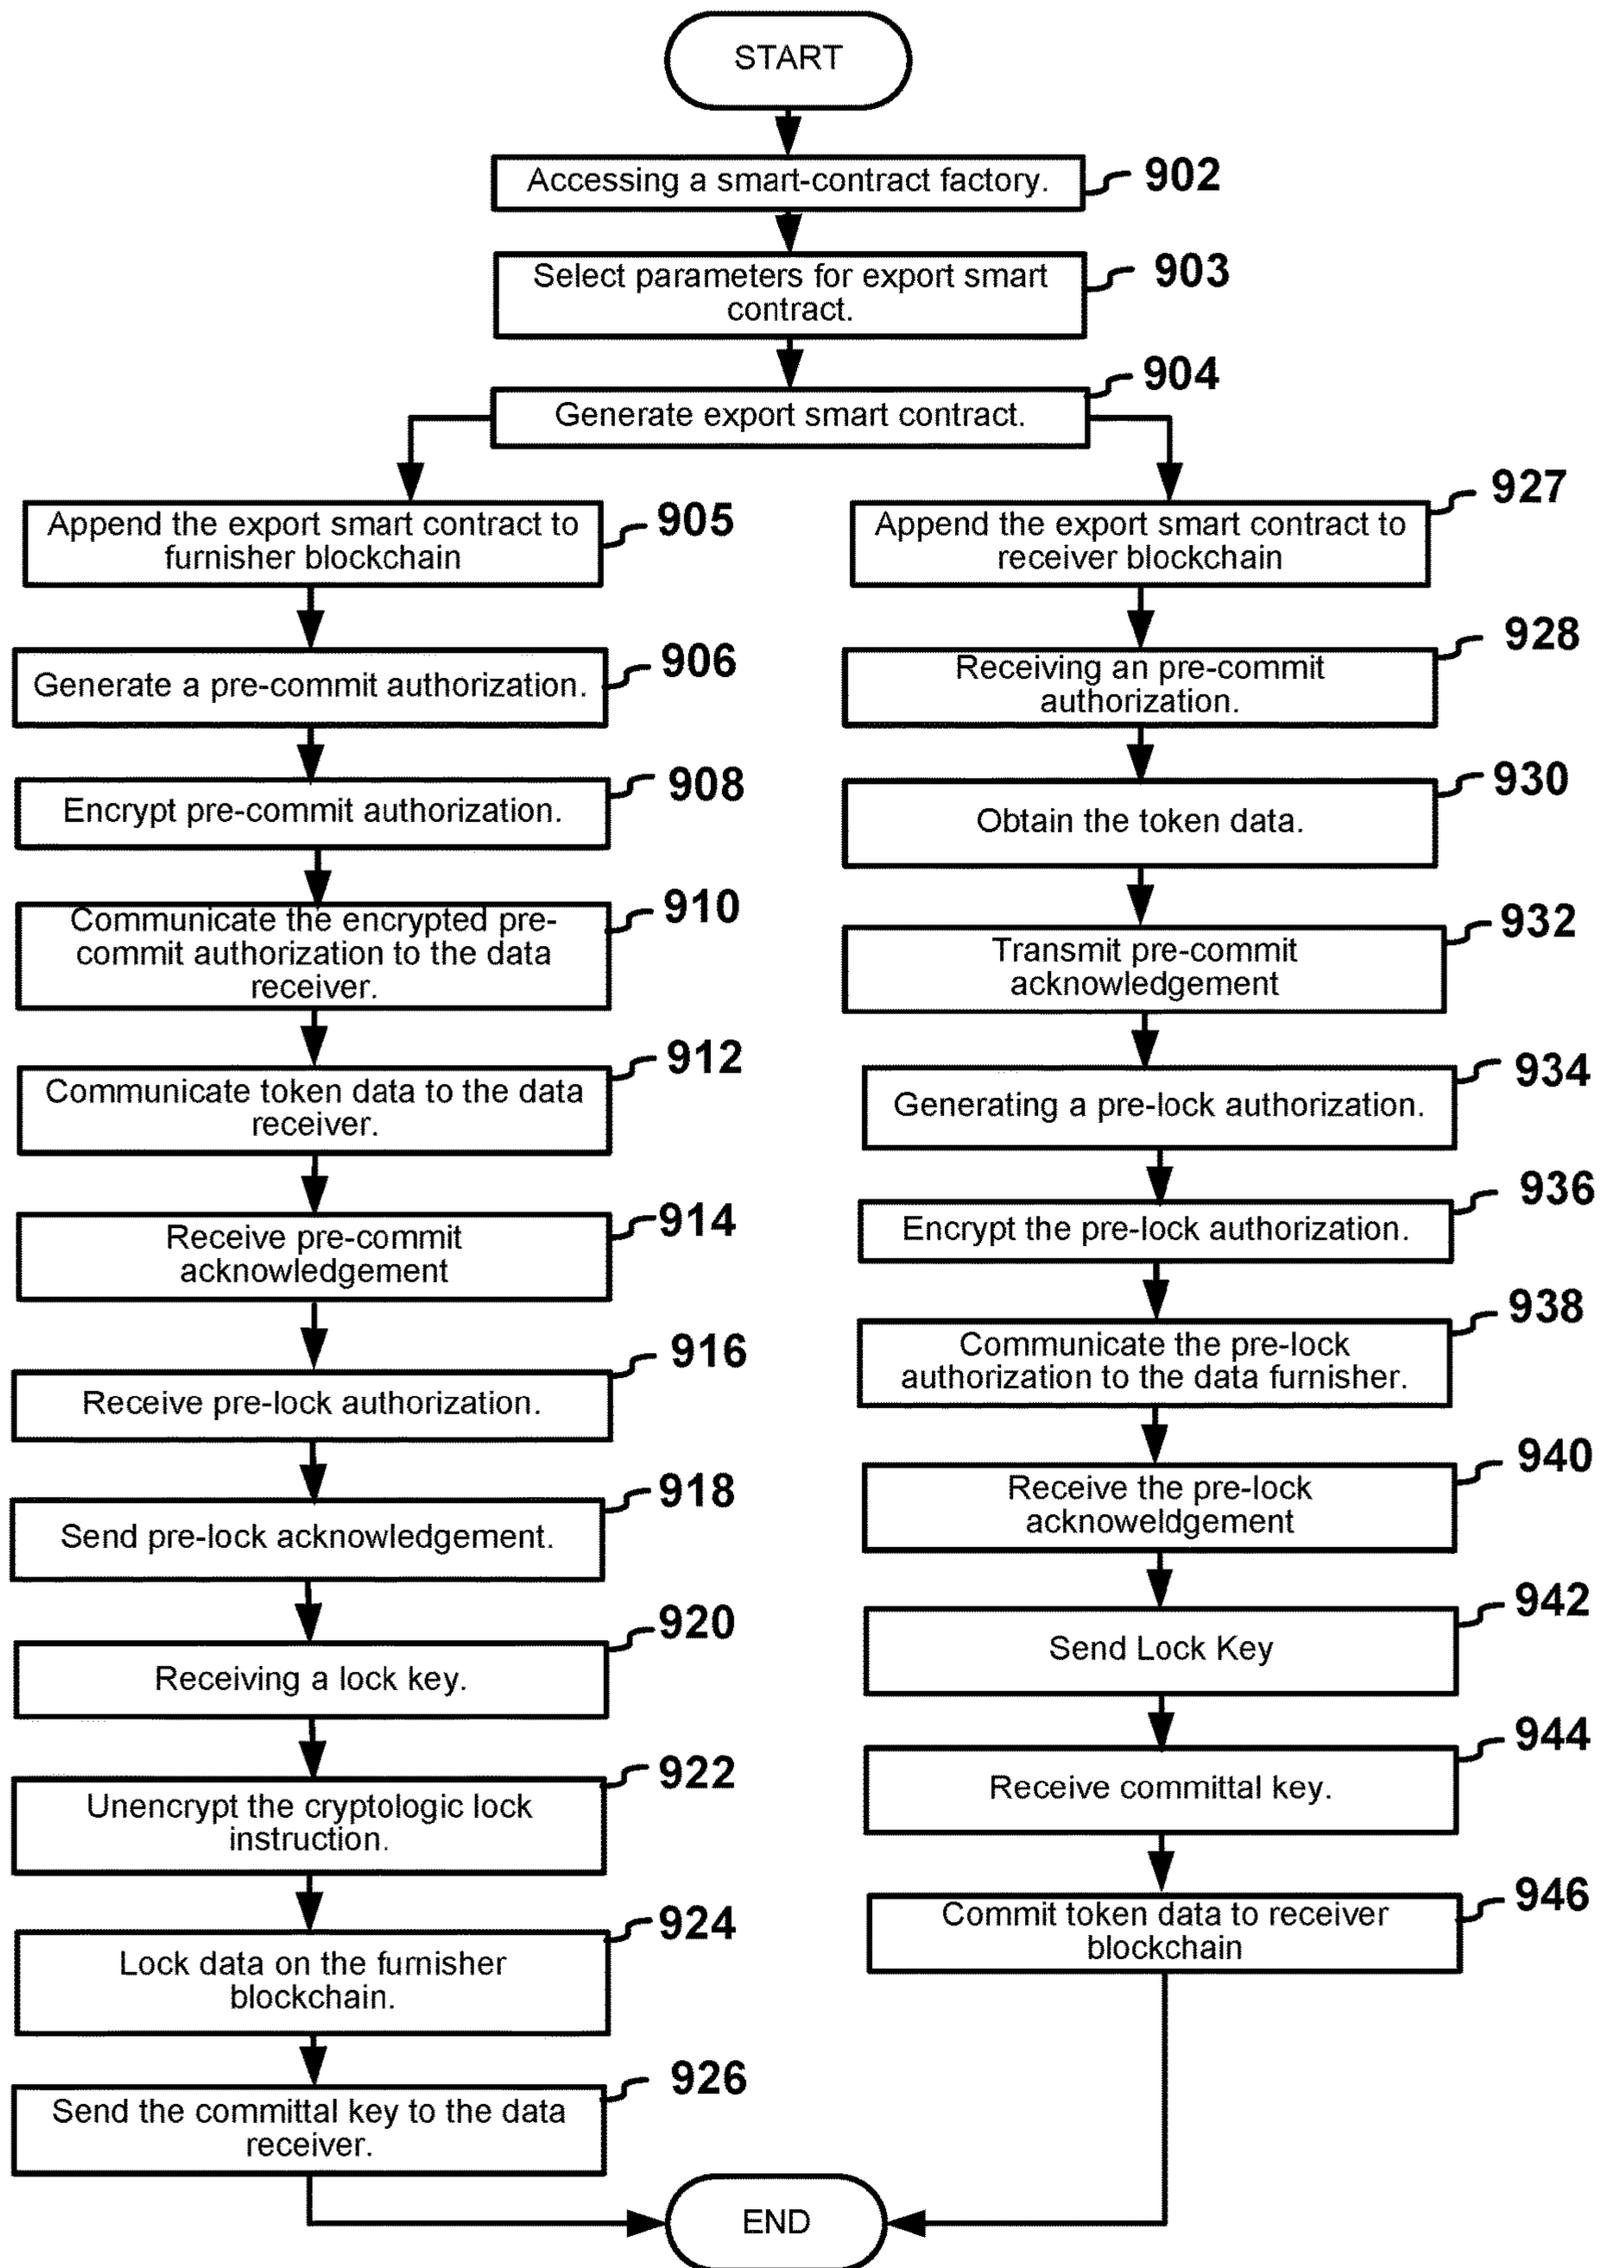 START
Accessing a smart-contract factory.
902
Select parameters for export smart
contract.
903
Generate export smart contract.
904
Append the export smart contract to
furnisher blockchain
905
Generate a pre-commit authorization.
906
Encrypt pre-commit authorization.
908
Communicate the encrypted pre-
commit authorization to the data
receiver.
910
Communicate token data to the data
receiver.
912
Receive pre-commit
acknowledgement
914
Receive pre-lock authorization.
916
Send pre-lock acknowledgement.
918
Receiving a lock key.
920
Unencrypt the cryptologic lock
instruction.
922
Lock data on the furnisher
blockchain.
924
Send the committal key to the data
receiver.
926
Append the export smart contract to
receiver blockchain
927
Receiving an pre-commit
authorization.
928
Obtain the token data.
930
Transmit pre-commit
acknowledgement
932
Generating a pre-lock authorization.
934
Encrypt the pre-lock authorization.
936
Communicate the pre-lock
authorization to the data furnisher.
938
Receive the pre-lock
acknoweldgement
940
Send Lock Key
942
Receive committal key.
944
Commit token data to receiver
blockchain
946
END